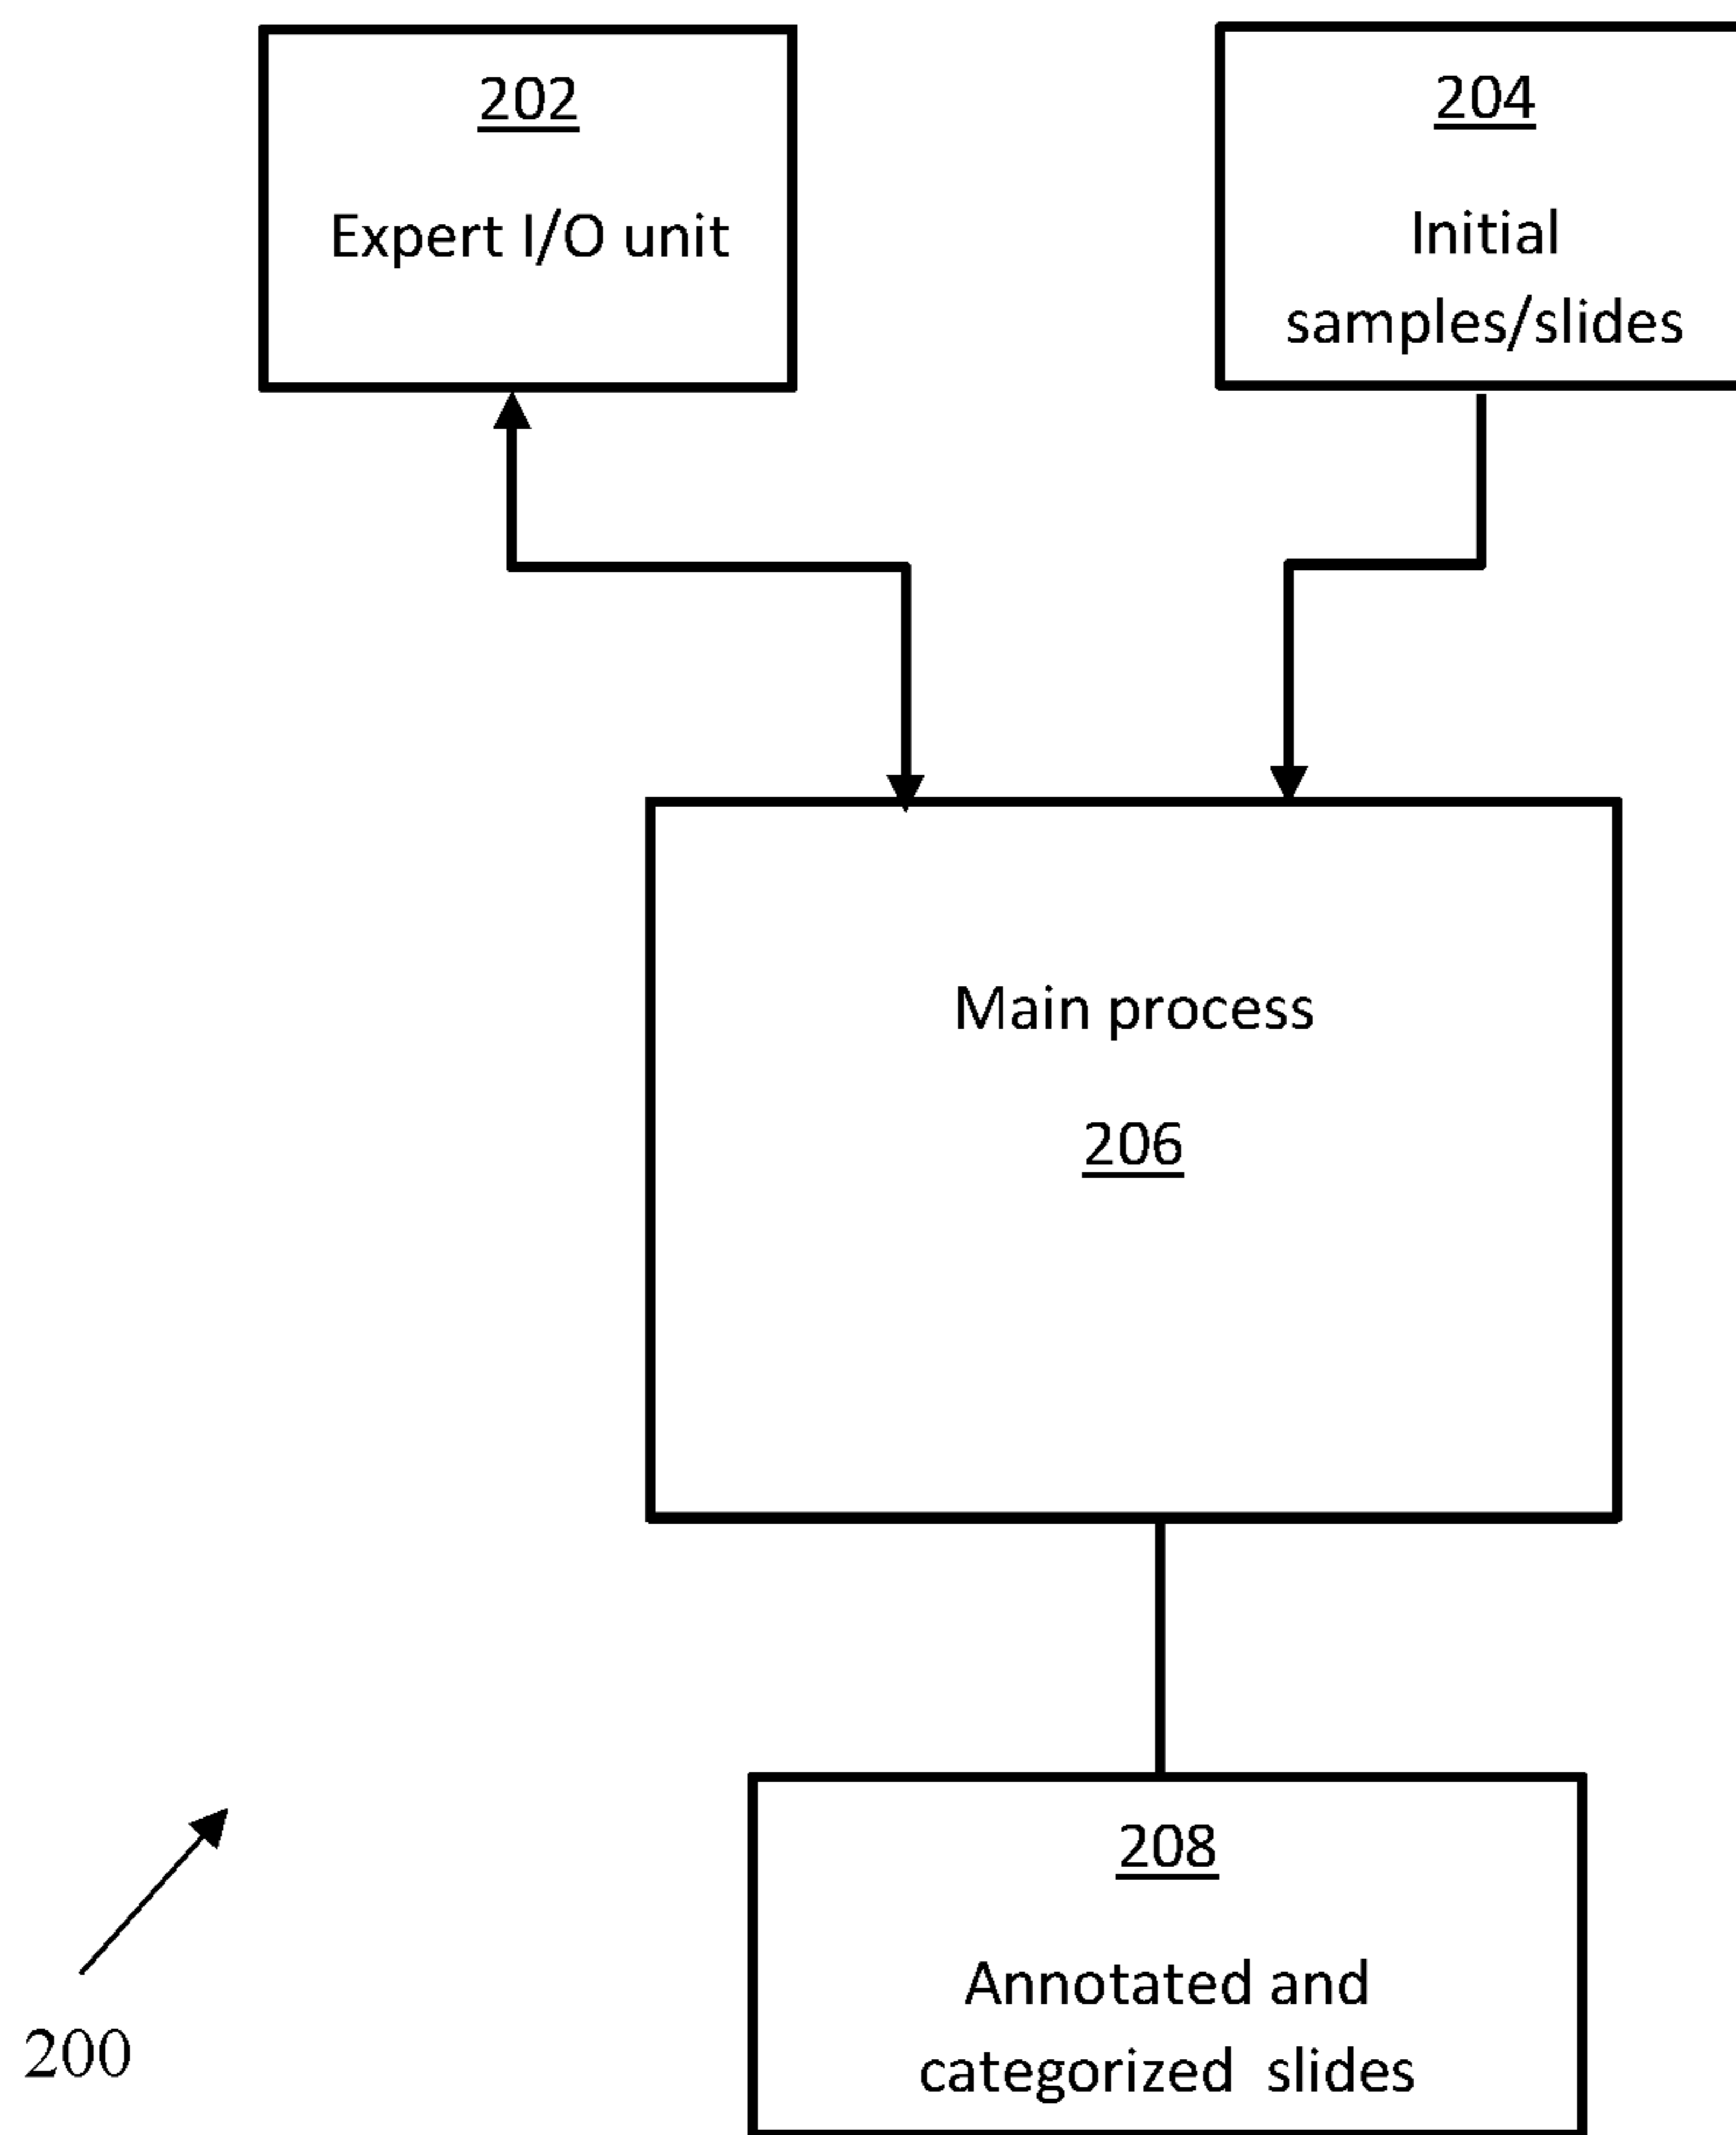 202
Expert I/O unit
204
Initial
samples/slides
Main process
206
208
Annotated and
categorized slides
200